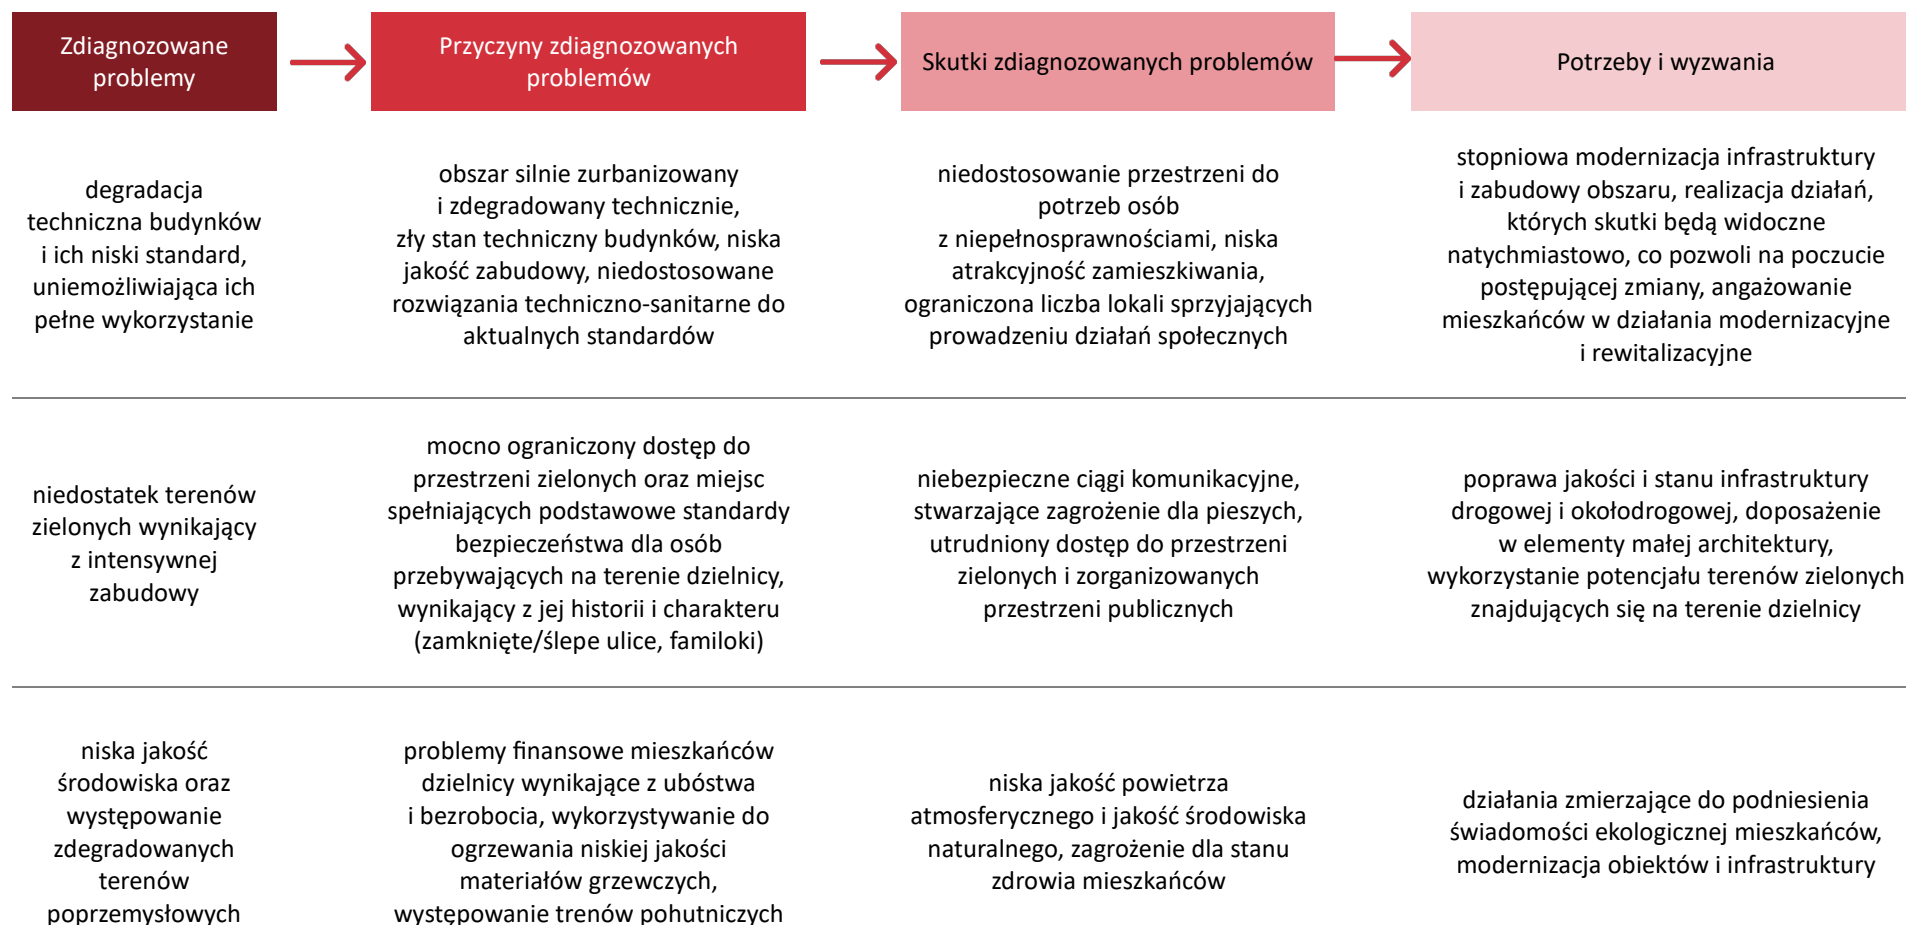 Zdiagnozowane
problemy
Przyczyny zdiagnozowanych
problemów
Skutki zdiagnozowanych problemów
Potrzeby i wyzwania
degradacja
techniczna budynków
i ich niski standard,
uniemożliwiająca ich
pełne wykorzystanie
obszar silnie zurbanizowany
i zdegradowany technicznie,
zły stan techniczny budynków, niska
jakość zabudowy, niedostosowane
rozwiązania techniczno-sanitarne do
aktualnych standardów
niedostosowanie przestrzeni do
potrzeb osób
z niepełnosprawnościami, niska
atrakcyjność zamieszkiwania,
ograniczona liczba lokali sprzyjających
prowadzeniu działań społecznych
stopniowa modernizacja infrastruktury
i zabudowy obszaru, realizacja działań,
których skutki będą widoczne
natychmiastowo, co pozwoli na poczucie
postępującej zmiany, angażowanie
mieszkańców w działania modernizacyjne
i rewitalizacyjne
niedostatek terenów
zielonych wynikający
z intensywnej
zabudowy
mocno ograniczony dostęp do
przestrzeni zielonych oraz miejsc
spełniających podstawowe standardy
bezpieczeństwa dla osób
przebywających na terenie dzielnicy,
wynikający z jej historii i charakteru
(zamknięte/ślepe ulice, familoki)
niebezpieczne ciągi komunikacyjne,
stwarzające zagrożenie dla pieszych,
utrudniony dostęp do przestrzeni
zielonych i zorganizowanych
przestrzeni publicznych
poprawa jakości i stanu infrastruktury
drogowej i okołodrogowej, doposażenie
w elementy małej architektury,
wykorzystanie potencjału terenów zielonych
znajdujących się na terenie dzielnicy
niska jakość
środowiska oraz
występowanie
zdegradowanych
terenów
poprzemysłowych
problemy finansowe mieszkańców
dzielnicy wynikające z ubóstwa
i bezrobocia, wykorzystywanie do
ogrzewania niskiej jakości
materiałów grzewczych,
występowanie trenów pohutniczych
niska jakość powietrza
atmosferycznego i jakość środowiska
naturalnego, zagrożenie dla stanu
zdrowia mieszkańców
działania zmierzające do podniesienia
świadomości ekologicznej mieszkańców,
modernizacja obiektów i infrastruktury